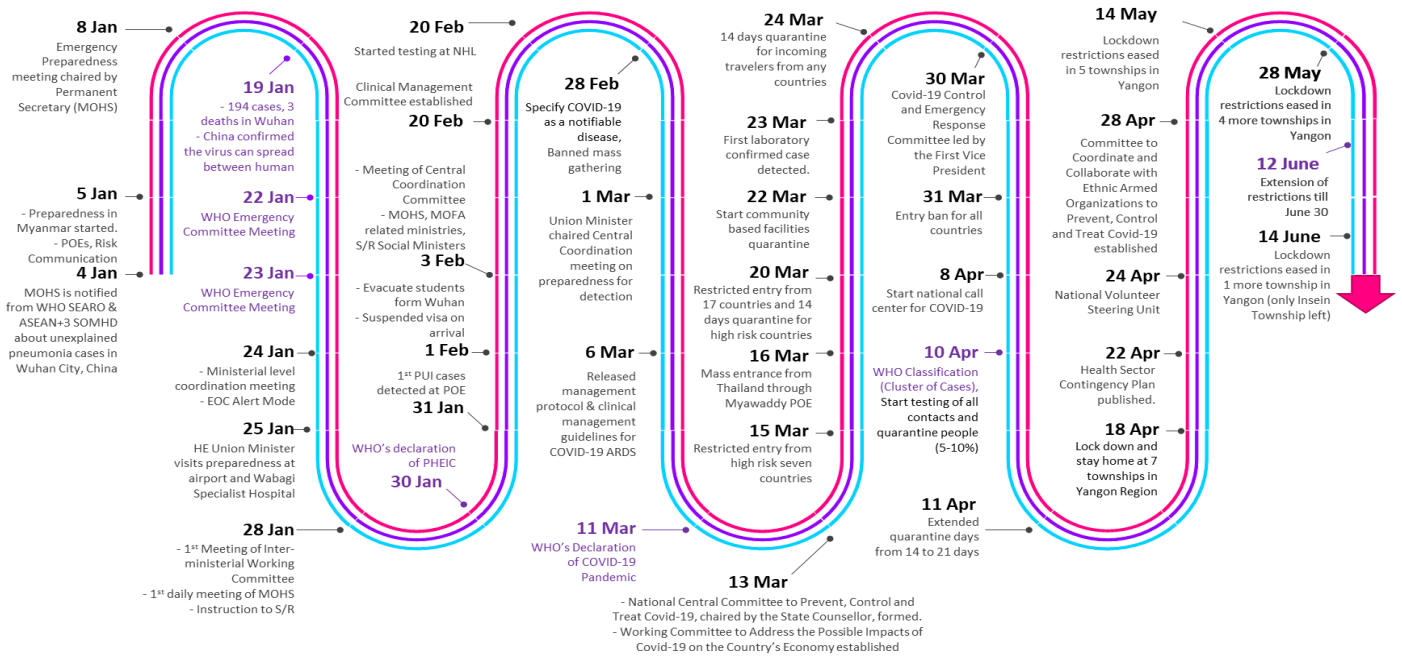 8 Jan
Emergency
Preparedness
meeting chaired by
Permanent
Secretary (MOHS)
5 Jan
- Preparedness in
Myanmar started.
- POEs, Risk
Communication
4 Jan
MOHS is notified
from WHO SEARO &
ASEAN+3 SOMHD
about unexplained
pneumonia cases in
Wuhan City, China
19 Jan
- 194 cases, 3
deaths in Wuhan
- China confirmed
the virus can spread
between human
22 Jan
WHO Emergency
Committee Meeting
23 Jan
WHO Emergency
Committee Meeting
24 Jan
- Ministerial level
coordination meeting
- EOC Alert Mode
25 Jan
HE Union Minister
visits preparedness at
airport and Wabagi
Specialist Hospital
28 Jan
- 1st Meeting of Inter-
ministerial Working
Committee
- 1st daily meeting of MOHS
- Instruction to S/R
20 Feb
Started testing at NHL
Clinical Management
Committee established
20 Feb
- Meeting of Central
Coordination
Committee
- MOHS, MOFA
related ministries,
S/R Social Ministers
3 Feb
- Evacuate students
form Wuhan
- Suspended visa on
arrival
1 Feb
1st PUI cases
detected at POE
31 Jan
WHO's declaration
of PHEIC
30 Jan
28 Feb
Specify COVID-19
as a notifiable
disease,
Banned mass
gathering
1 Mar
Union Minister
chaired Central
Coordination
meeting on
preparedness for
detection
6 Mar
Released
management
protocol & clinical
management
guidelines for
COVID-19 ARDS
11 Mar
WHO's Declaration
of COVID-19
Pandemic
13 Mar
- National Central Committee to Prevent, Control and
Treat Covid-19, chaired by the State Counsellor, formed.
- Working Committee to Address the Possible Impacts of
Covid-19 on the Country's Economy established
24 Mar
14 days quarantine
for incoming
travelers from any
countries
23 Mar
First laboratory
confirmed case
detected.
22 Mar
Start community
based facilities
quarantine
20 Mar
Restricted entry from
17 countries and 14
days quarantine for
high risk countries
16 Mar
Mass entrance from
Thailand through
Myawaddy POE
15 Mar
Restricted entry from
high risk seven
countries
30 Mar
Covid-19 Control
and Emergency
Response
Committee led by
the First Vice
President
31 Mar
Entry ban for all
countries
8 Apr
Start national call
center for COVID-19
10 Apr
WHO Classification
(Cluster of Cases),
Start testing of all
contacts and
quarantine people
(5-10%)
11 Apr
Extended
quarantine days
from 14 to 21 days
14 May
Lockdown
restrictions eased
in 5 townships in
Yangon
28 Apr
Committee to
Coordinate and
Collaborate with
Ethnic Armed
Organizations to
Prevent, Control
and Treat Covid-19
established
24 Apr
National Volunteer
Steering Unit
22 Apr
Health Sector
Contingency Plan
published.
18 Apr
Lock down and
stay home at 7
townships in
Yangon Region
28 May
Lockdown
restrictions eased in
4 more townships in
Yangon
12 June
Extension of
restrictions till
June 30
14 June
Lockdown
restrictions eased in
1 more township in
Yangon (only Insein
Township left)